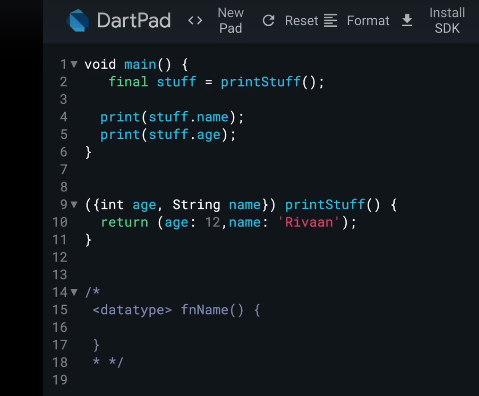 DartPad <> New Pad Reset Format Install SDK
1 void main() {
2    final stuff = printStuff();
3
4   print(stuff.name);
5   print(stuff.age);
6 }
7
8
9 ({int age, String name}) printStuff() {
10   return (age: 12,name: 'Rivaan');
11 }
12
13
14 /*
15  <datatype> fnName() {
16
17  }
18  * */
19